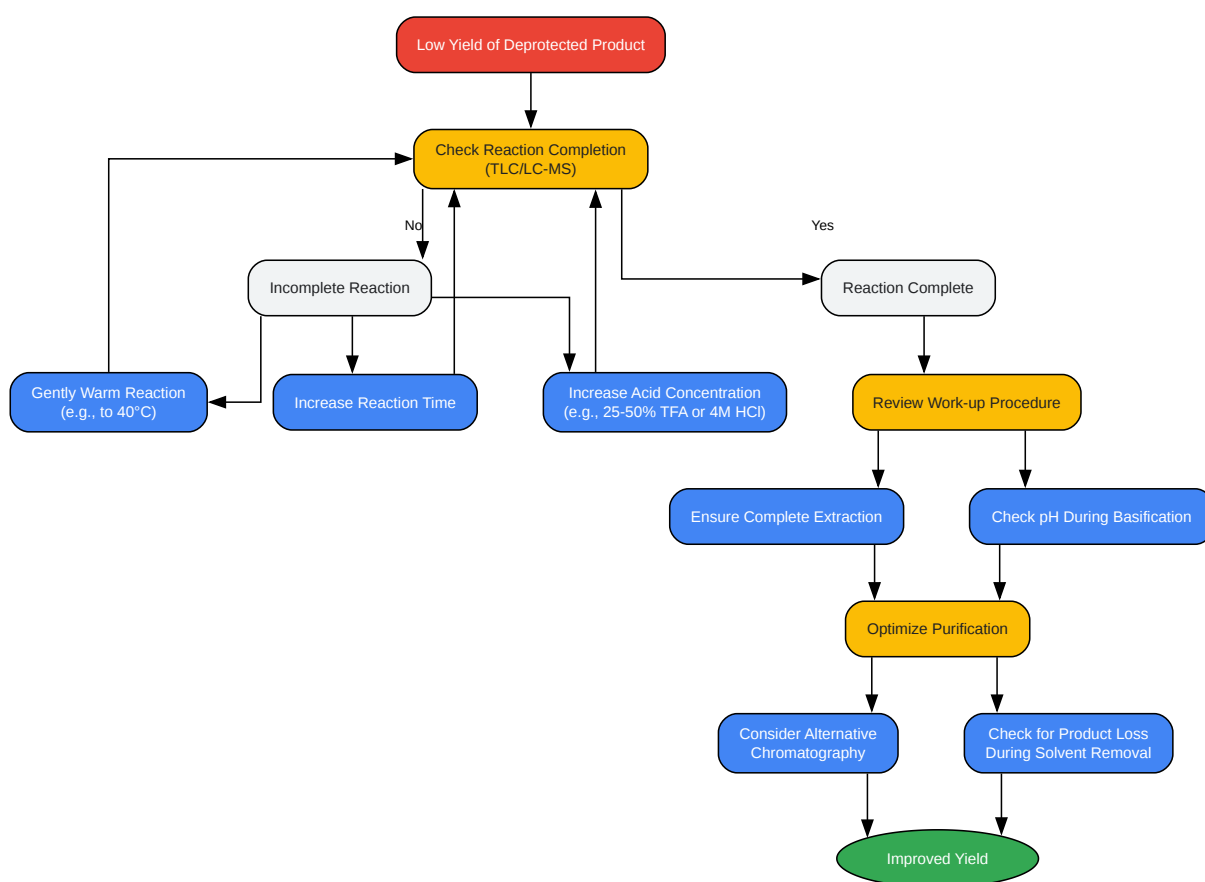 Low Yield of Deprotected Product
Check Reaction Completion
(TLC/LC-MS)
No
Yes
Incomplete Reaction
Reaction Complete
Gently Warm Reaction
(e.g., to 40°C)
Increase Reaction Time
Increase Acid Concentration
(e.g., 25-50% TFA or 4M HCl)
Review Work-up Procedure
Ensure Complete Extraction
Check pH During Basification
Optimize Purification
Consider Alternative
Chromatography
Check for Product Loss
During Solvent Removal
Improved Yield